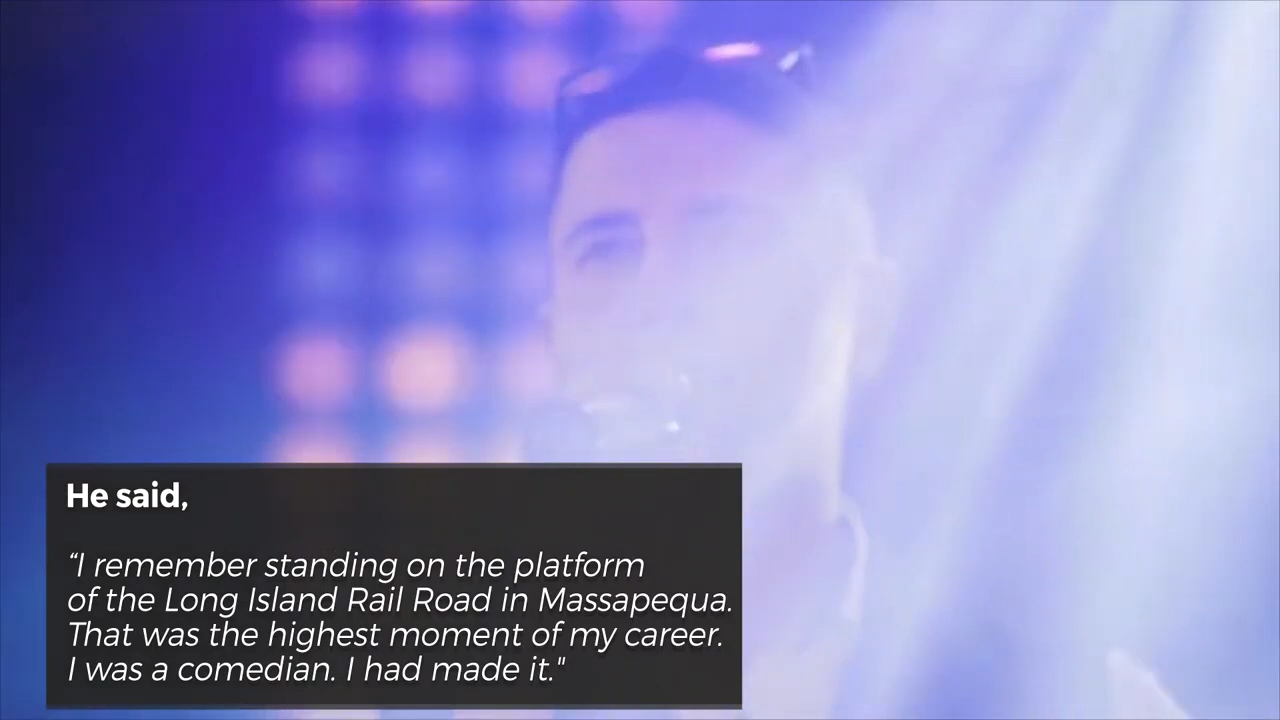 He said,
“I remember standing on the platform
of the Long Island Rail Road in Massapequa.
That was the highest moment of my career.
I was a comedian. I had made it."